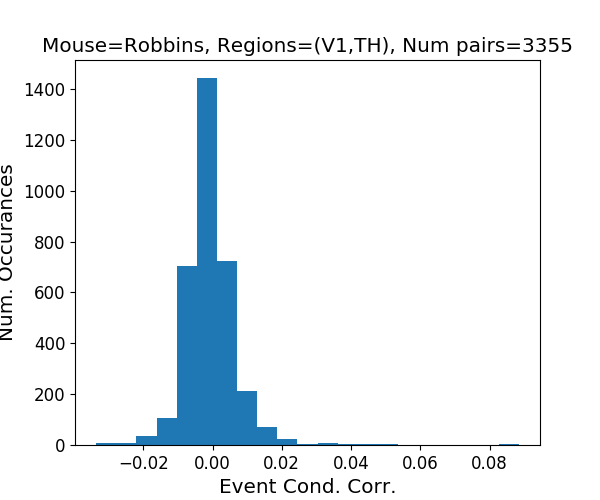 Mouse=Robbins, Regions=(V1,TH), Num pairs=3355
1400
1200
1000
800
600
400
200
0
Num. Occurances
−0.02 0.00 0.02 0.04 0.06 0.08
Event Cond. Corr.